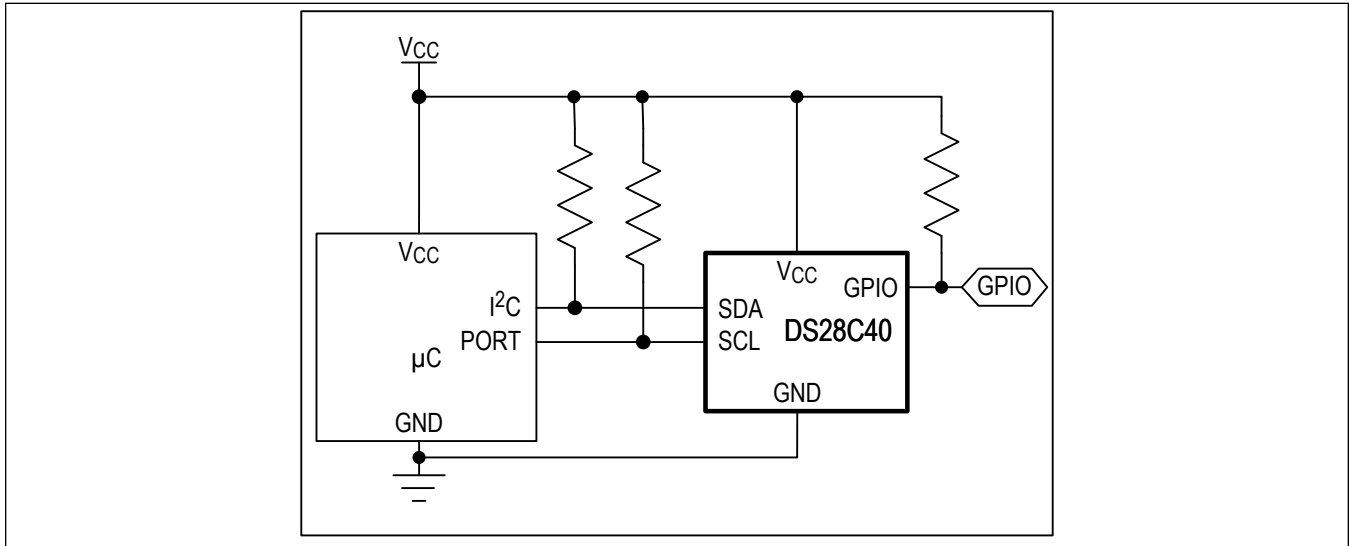 VCC
VCC
I²C
PORT
µC
GND
VCC
GPIO
SDA
SCL
DS28C40
GND
GPIO